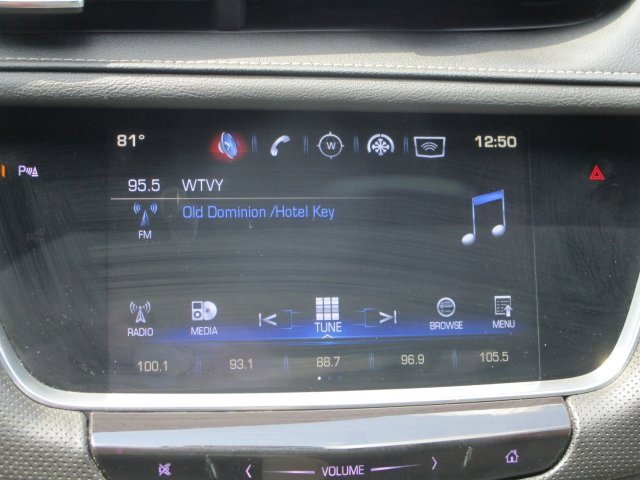 81° W 12:50
P
95.5 WTVY
Old Dominion /Hotel Key
FM
RADIO MEDIA TUNE BROWSE MENU
100.1 93.1 88.7 96.9 105.5
VOLUME